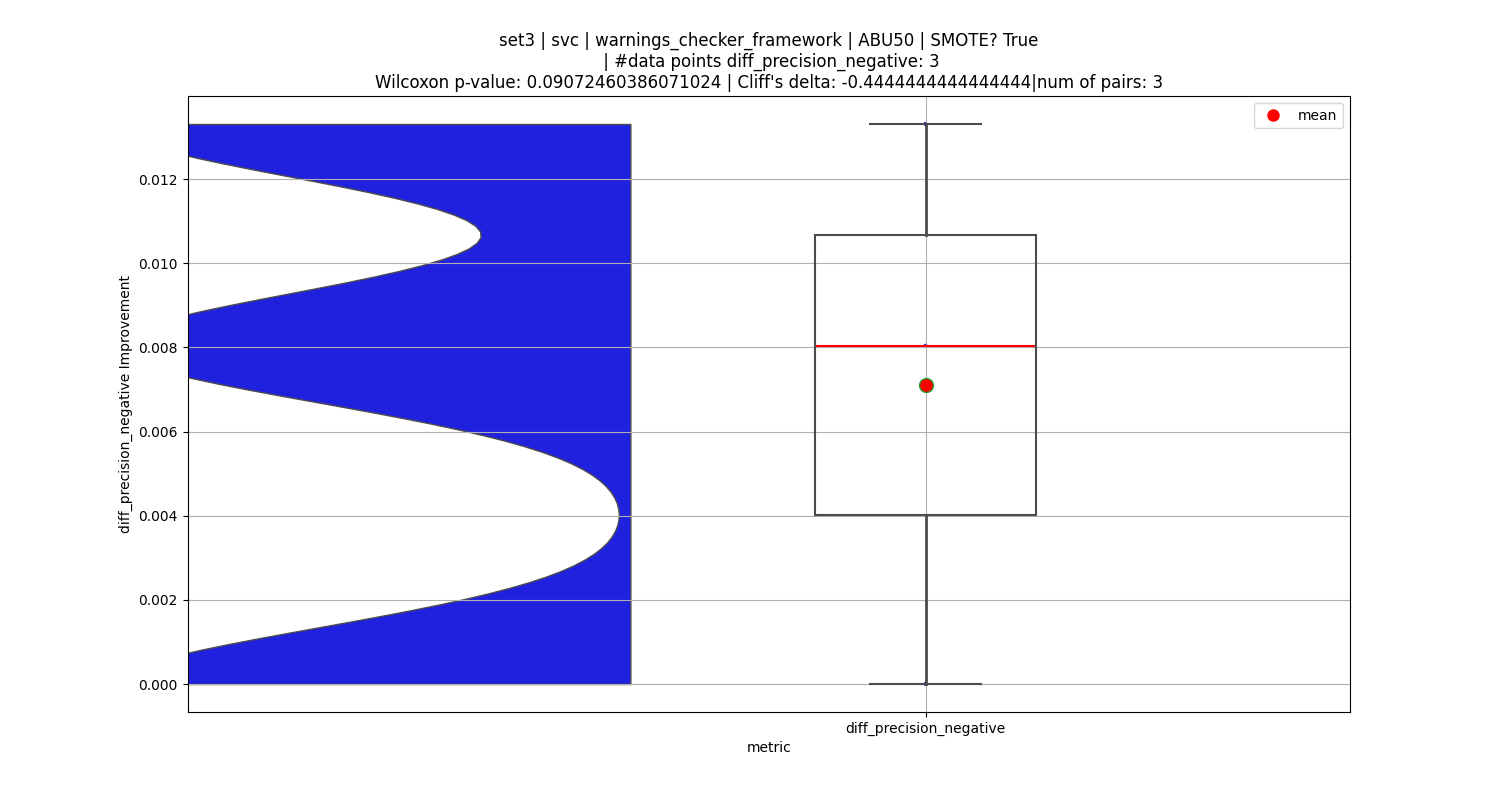 set3 | svc | warnings_checker_framework | ABU50 | SMOTE? True
| #data points diff_precision_negative: 3
Wilcoxon p-value: 0.09072460386071024 | Cliff's delta: -0.4444444444444444|num of pairs: 3
mean
0.012
0.010
0.008
0.006
0.004
0.002
0.000
diff_precision_negative Improvement
diff_precision_negative
metric